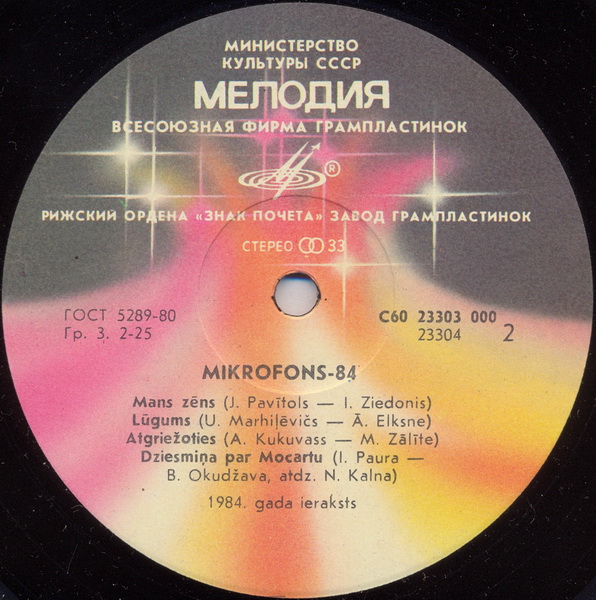 МИНИСТЕРСТВО
КУЛЬТУРЫ СССР
МЕЛОДИЯ
ВСЕСОЮЗНАЯ ФИРМА ГРАМПЛАСТИНОК
®
РИЖСКИЙ ОРДЕНА «ЗНАК ПОЧЕТА» ЗАВОД ГРАМПЛАСТИНОК
СТЕРЕО 33
ГОСТ 5289-80
Гр. 3. 2-25
С60 23303 000
23304 2
MIKROFONS-84
Mans zēns (J. Pavītols — I. Ziedonis)
Lūgums (U. Marhiļēvičs — Ā. Elksne)
Atgriežoties (A. Kukuvass — M. Zālīte)
Dziesmiņa par Mocartu (I. Paura —
B. Okudžava, atdz. N. Kalna)
1984. gada ieraksts